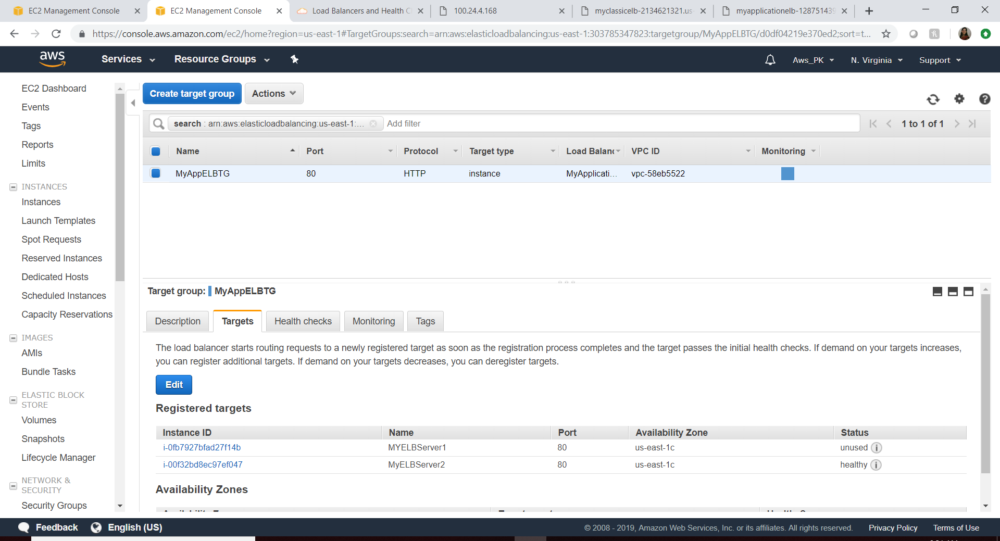 EC2 Management Console
EC2 Management Console
Load Balancers and Health C
100.24.4.168
myclassicelb-2134621321.us-
myapplicationelb-128751439
https://console.aws.amazon.com/ec2/home?region=us-east-1#TargetGroups:search=arn:aws:elasticloadbalancing:us-east-1:303785347823:targetgroup/MyAppELBTG/d0df04219e370ed2;sort=t...
aws
Services
Resource Groups
Aws_PK
N. Virginia
Support
EC2 Dashboard
Events
Tags
Reports
Limits
INSTANCES
Instances
Launch Templates
Spot Requests
Reserved Instances
Dedicated Hosts
Scheduled Instances
Capacity Reservations
IMAGES
AMIs
Bundle Tasks
ELASTIC BLOCK
STORE
Volumes
Snapshots
Lifecycle Manager
NETWORK &
SECURITY
Security Groups
Create target group
Actions
search : arn:aws:elasticloadbalancing:us-east-1:...
Add filter
1 to 1 of 1
Name Port Protocol Target type Load Balanc VPC ID Monitoring
MyAppELBTG 80 HTTP instance MyApplicati... vpc-58eb5522
Target group: MyAppELBTG
Description Targets Health checks Monitoring Tags
The load balancer starts routing requests to a newly registered target as soon as the registration process completes and the target passes the initial health checks. If demand on your targets increases,
you can register additional targets. If demand on your targets decreases, you can deregister targets.
Edit
Registered targets
Instance ID Name Port Availability Zone Status
i-0fb7927bfad27f14b MYELBServer1 80 us-east-1c unused
i-00f32bd8ec97ef047 MyELBServer2 80 us-east-1c healthy
Availability Zones
Feedback
English (US)
© 2008 - 2019, Amazon Web Services, Inc. or its affiliates. All rights reserved.
Privacy Policy
Terms of Use